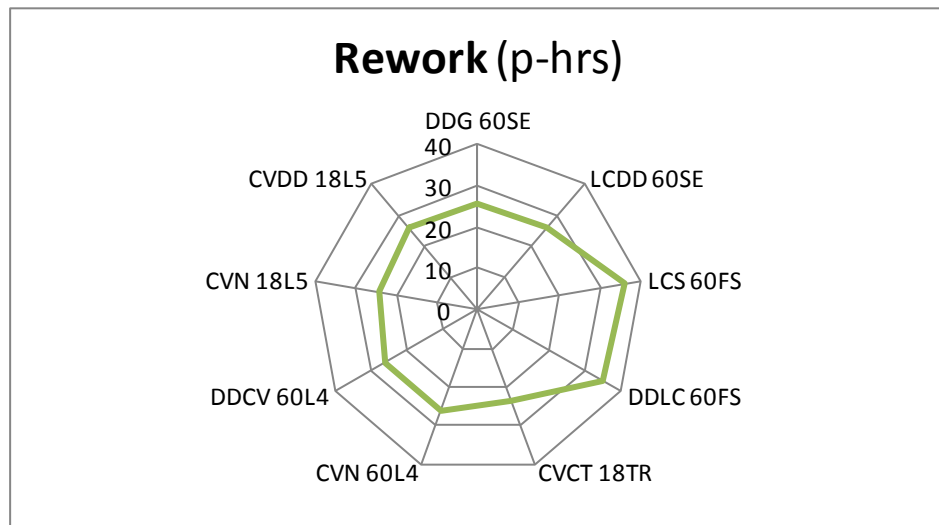 Rework (p-hrs)
DDG 60SE
40
30
20
10
0
LCDD 60SE
LCS 60FS
DDLC 60FS
CVCT 18TR
CVN 60L4
DDCV 60L4
CVN 18L5
CVDD 18L5